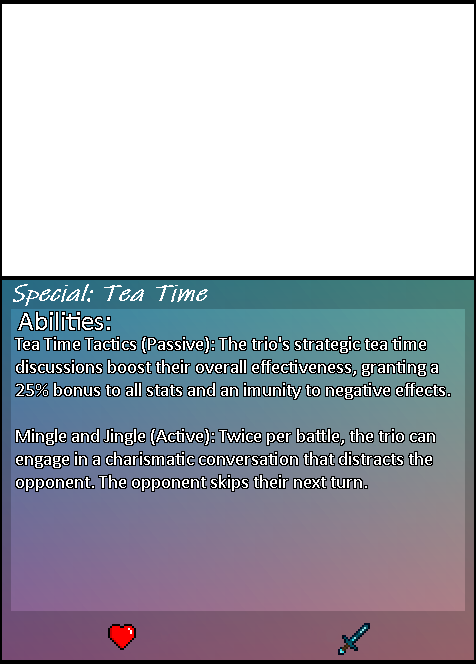 Special: Tea Time
Abilities:
Tea Time Tactics (Passive): The trio's strategic tea time
discussions boost their overall effectiveness, granting a
25% bonus to all stats and an imunity to negative effects.
Mingle and Jingle (Active): Twice per battle, the trio can
engage in a charismatic conversation that distracts the
opponent. The opponent skips their next turn.